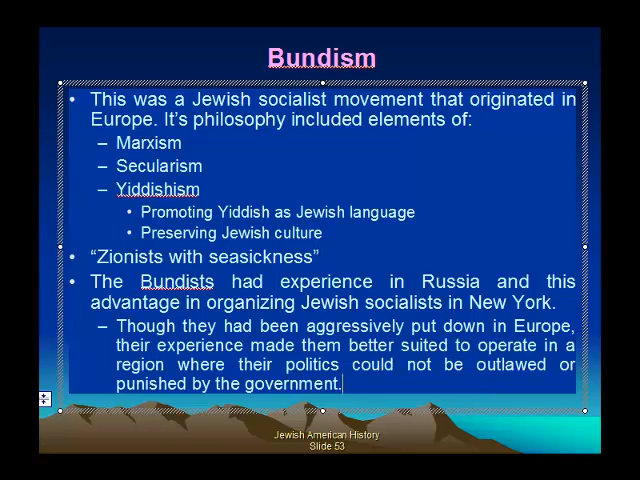 Bundism
• This was a Jewish socialist movement that originated in
Europe. It's philosophy included elements of:
– Marxism
– Secularism
– Yiddishism
• Promoting Yiddish as Jewish language
• Preserving Jewish culture
• “Zionists with seasickness”
• The Bundists had experience in Russia and this
advantage in organizing Jewish socialists in New York.
– Though they had been aggressively put down in Europe,
their experience made them better suited to operate in a
region where their politics could not be outlawed or
punished by the government.
Jewish American History
Slide 53